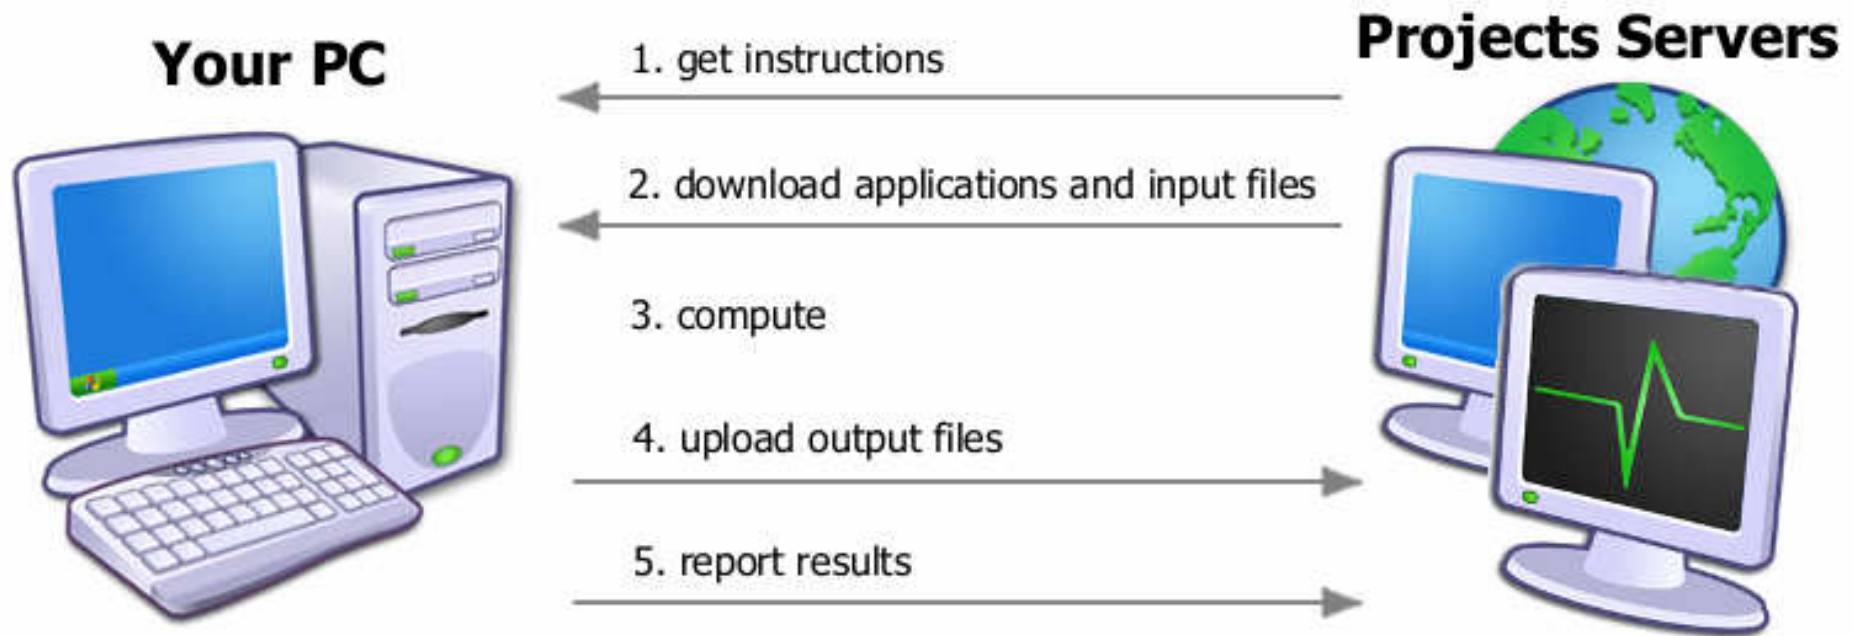 Your PC
Projects Servers
1. get instructions
2. download applications and input files
3. compute
4. upload output files
5. report results